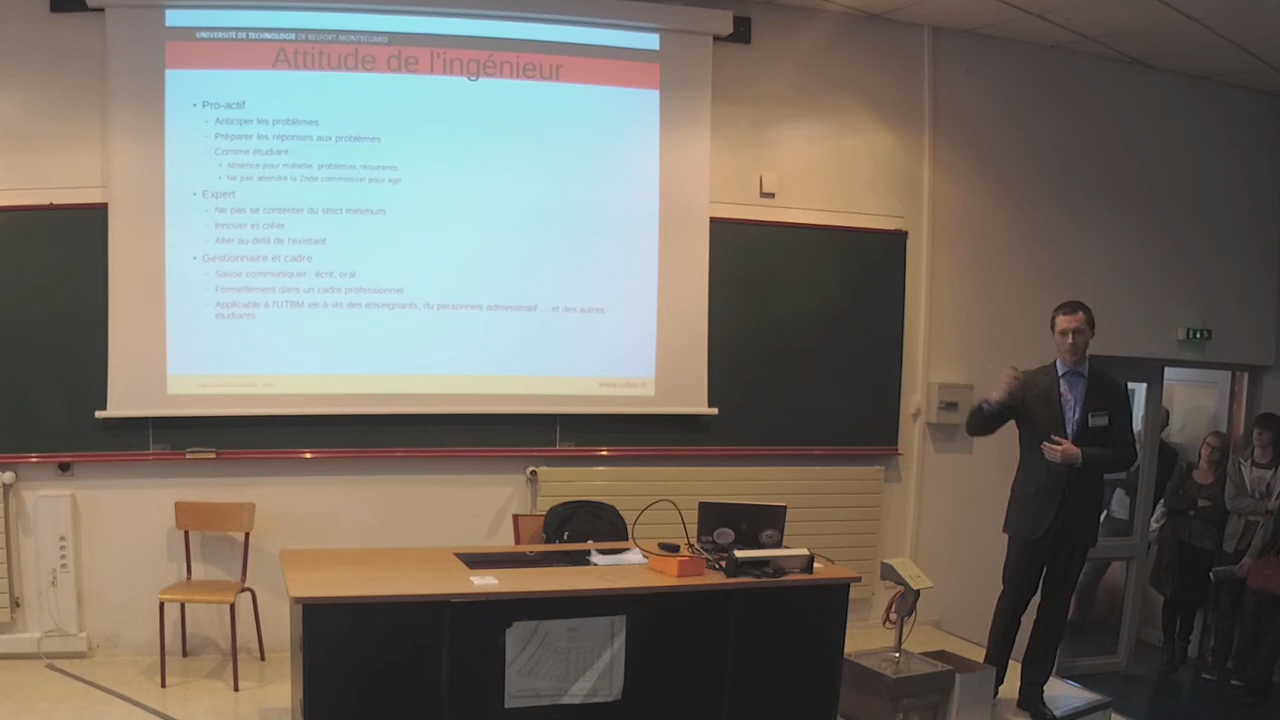 UNIVERSITÉ DE TECHNOLOGIE DE BELFORT-MONTBÉLIARD
Attitude de l'ingénieur
• Pro-actif
– Anticiper les problèmes
– Préparer les réponses aux problèmes
– Comme étudiant :
• Absence pour maladie, problèmes récurrents
• Ne pas attendre la 2nde commission pour agir
• Expert
– Ne pas se contenter du strict minimum
– Innover et créer
– Aller au-delà de l'existant
• Gestionnaire et cadre
– Savoir communiquer : écrit, oral
– Formellement dans un cadre professionnel
– Applicable à l'UTBM vis-à-vis des enseignants, du personnels administratif ... et des autres
étudiants
www.utbm.fr